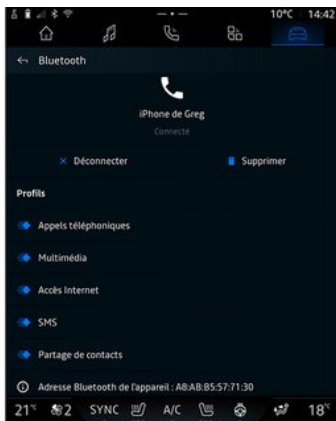 10°C 14:42
Bluetooth
iPhone de Greg
Connecté
Déconnecter Supprimer
Profils
Appels téléphoniques
Multimédia
Accès Internet
SMS
Partage de contacts
Adresse Bluetooth de l'appareil : A8:AB:B5:57:71:30
21°C 2 SYNC A/C 18°